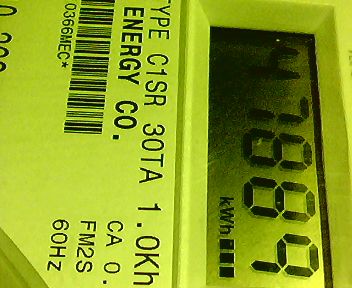 47889
kWh
TYPE C1SR 30TA 1.0Kh
ENERGY CO.
CA 0.
FM2S
0366MEC*
60Hz